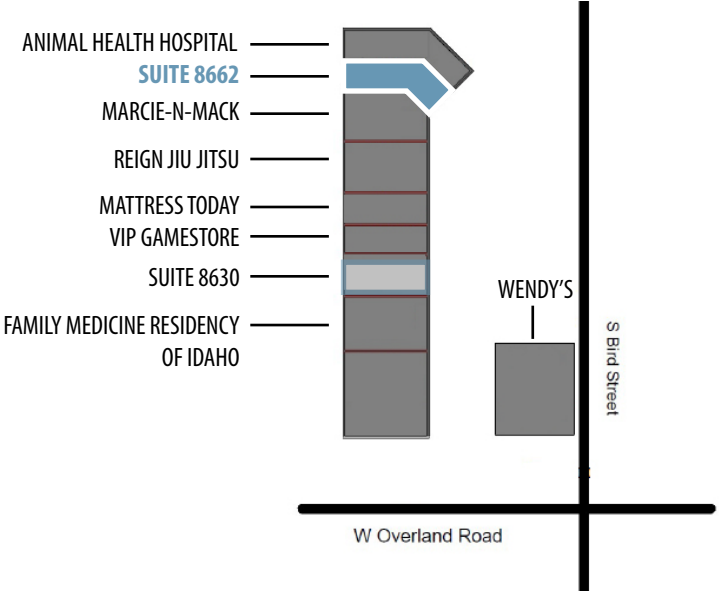 ANIMAL HEALTH HOSPITAL
SUITE 8662
MARCIE-N-MACK
REIGN JIU JITSU
MATTRESS TODAY
VIP GAMESTORE
SUITE 8630
FAMILY MEDICINE RESIDENCY
OF IDAHO
WENDY'S
S Bird Street
W Overland Road